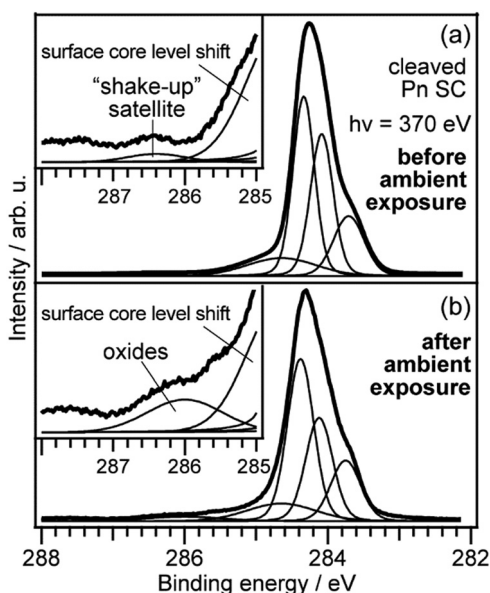 (a)
cleaved
Pn SC
hν = 370 eV
before
ambient
exposure
surface core level shift
“shake-up”
satellite
287 286 285
(b)
after
ambient
exposure
surface core level shift
oxides
287 286 285
Intensity / arb. u.
288 286 284 282
Binding energy / eV